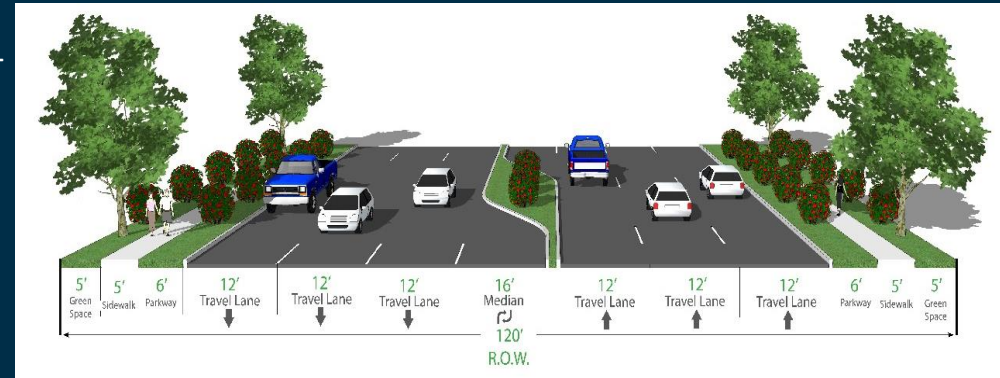 5' 5' 6' 12' 12' 12' 16' 12' 12' 12' 6' 5' 5'
Green Space Sidewalk Parkway Travel Lane Travel Lane Travel Lane Median Travel Lane Travel Lane Travel Lane Parkway Sidewalk Green Space
120'
R.O.W.